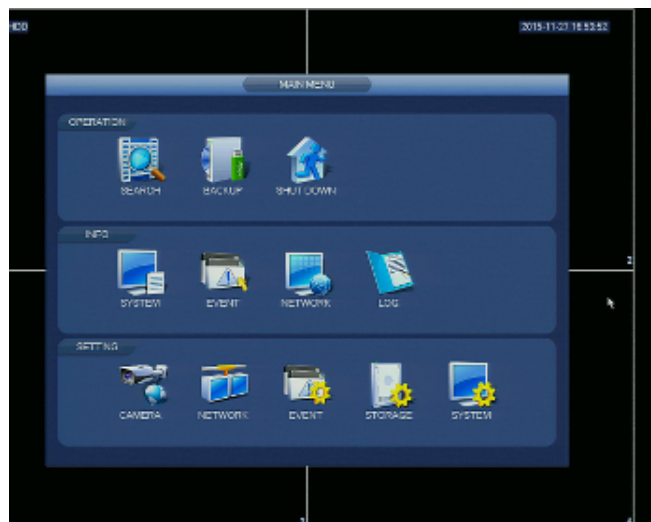 HDD 2015-11-27 16:53:52
MAIN MENU
OPERATION
SEARCH BACKUP SHUT DOWN
INFO
2
SYSTEM EVENT NETWORK LOG
SETTING
CAMERA NETWORK EVENT STORAGE SYSTEM
3 4